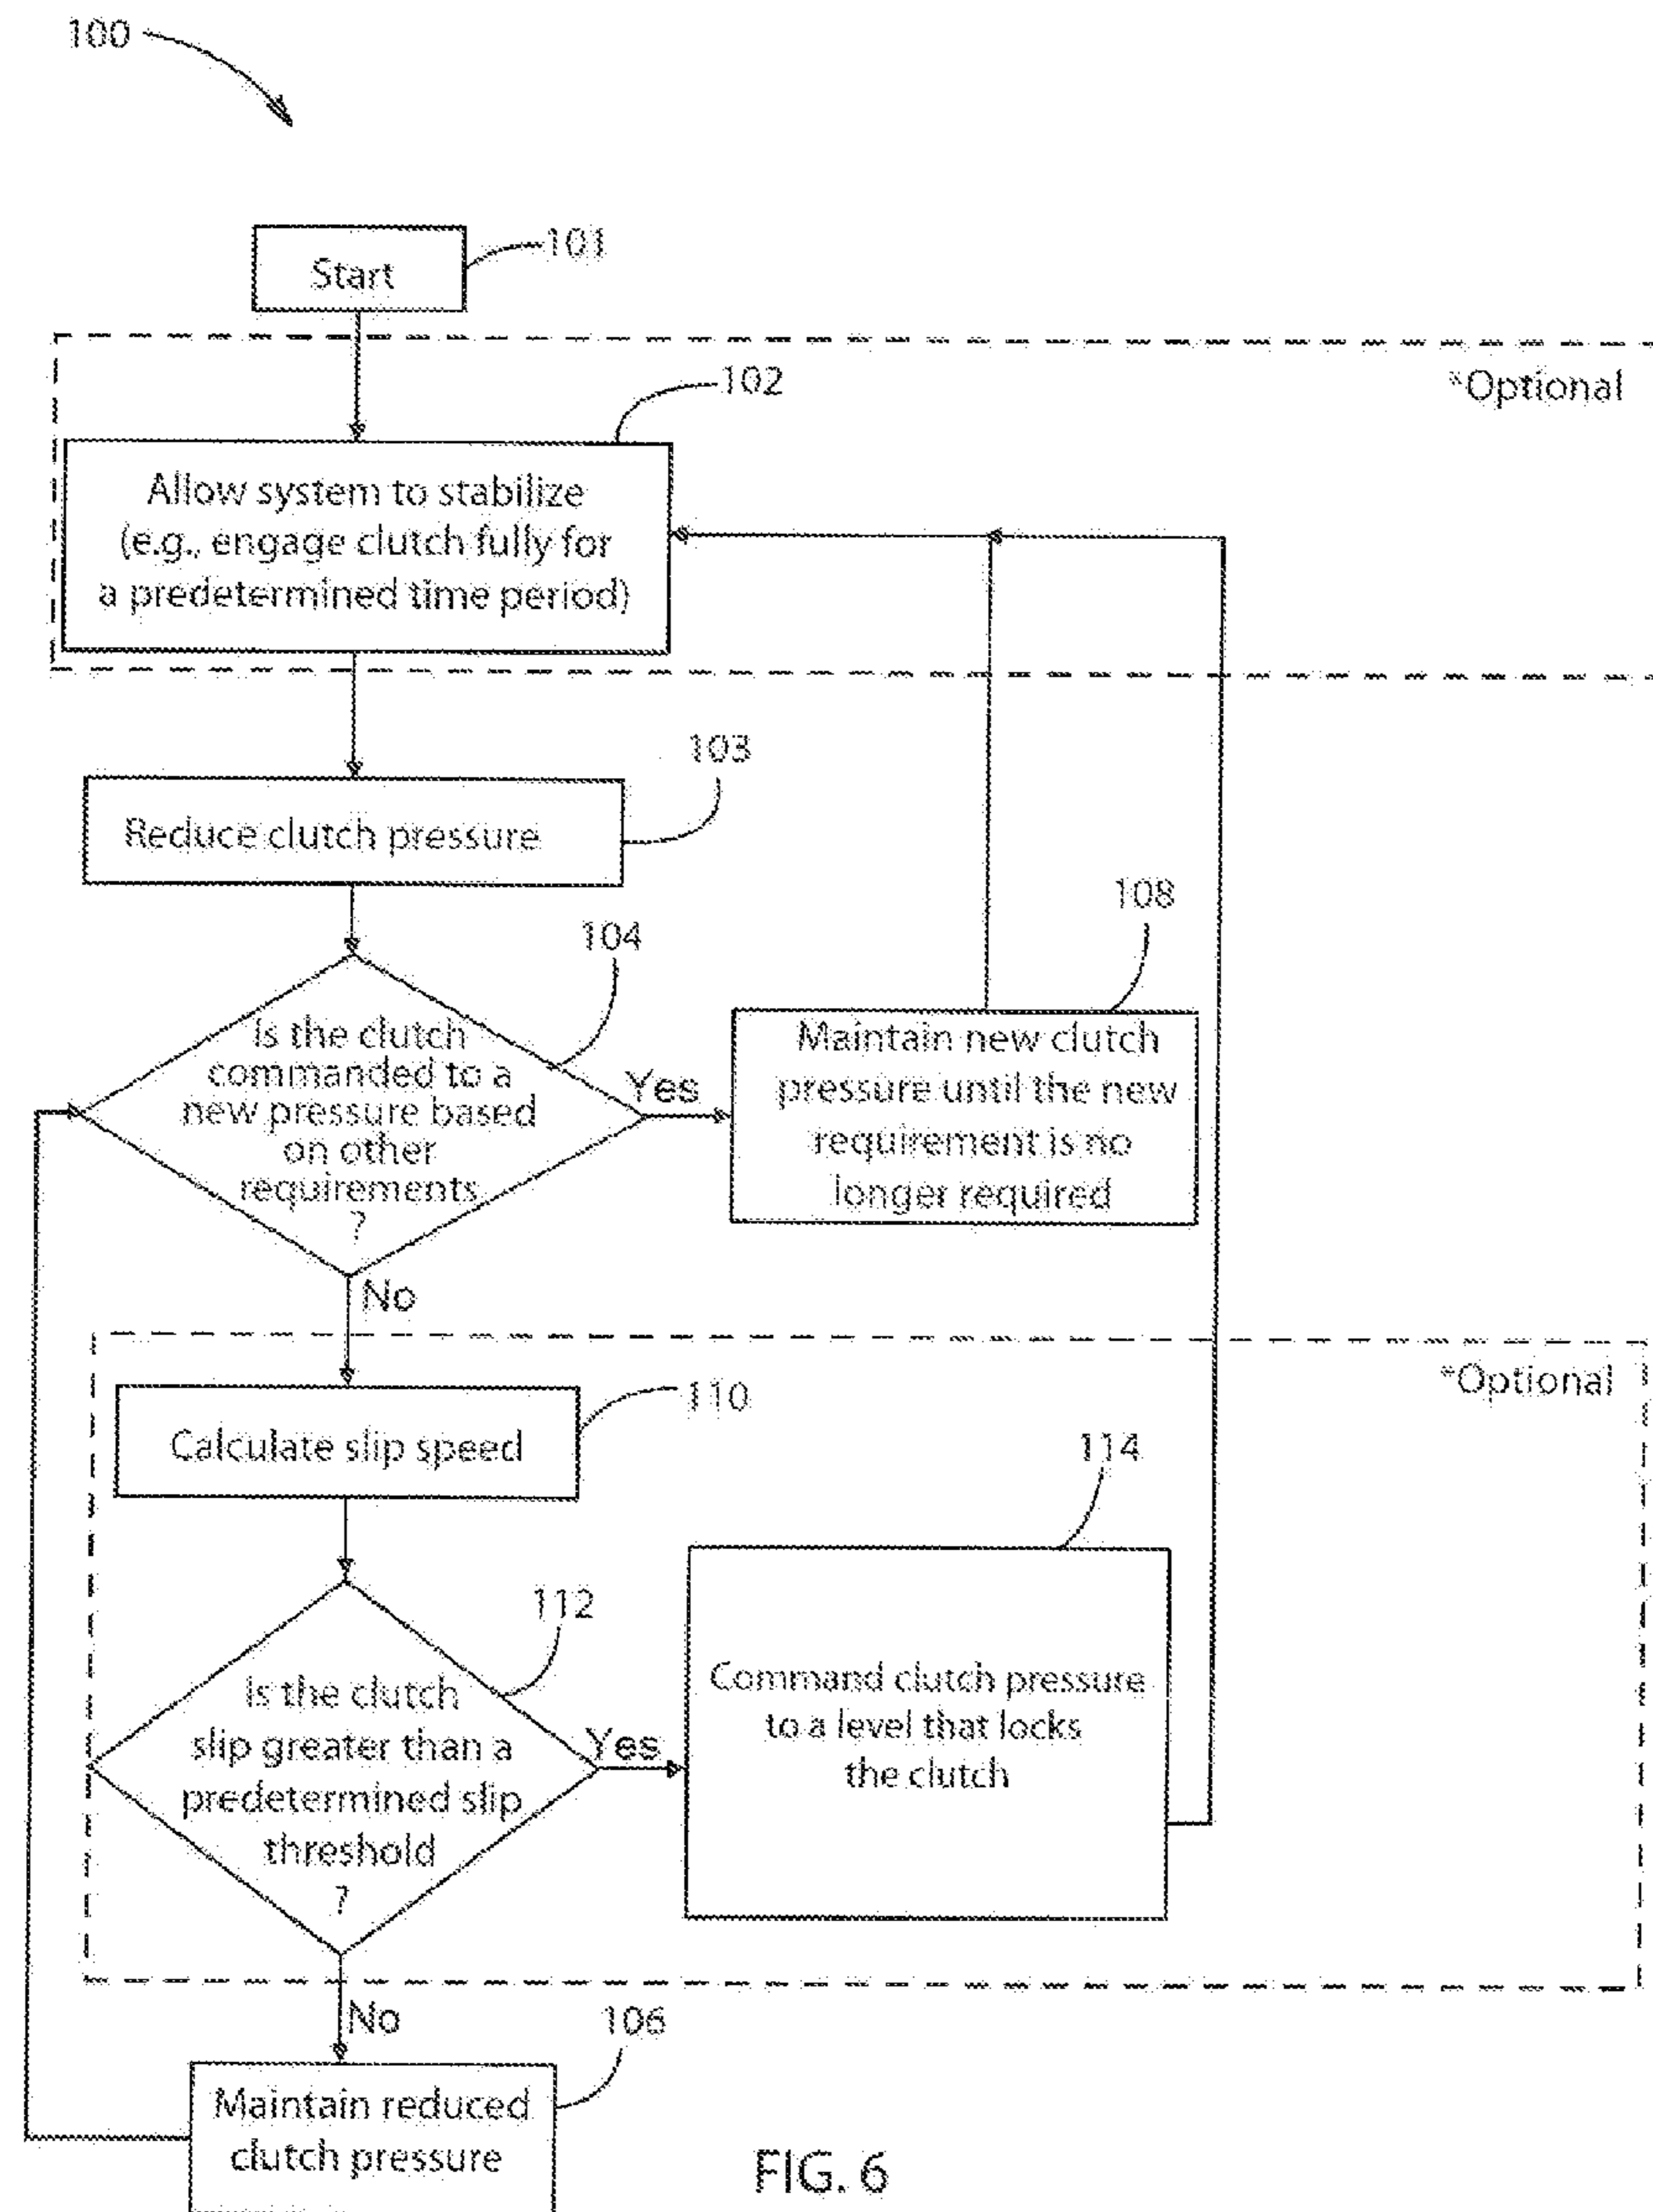 100
Start
101
*Optional
102
Allow system to stabilize
(e.g., engage clutch fully for
a predetermined time period)
103
Reduce clutch pressure
104
108
Is the clutch
commanded to a
new pressure based
on other
requirements
?
Yes
Maintain new clutch
pressure until the new
requirement is no
longer required
No
*Optional
110
Calculate slip speed
114
112
Is the clutch
slip greater than a
predetermined slip
threshold
?
Yes
Command clutch pressure
to a level that locks
the clutch
No
106
Maintain reduced
clutch pressure
FIG. 6